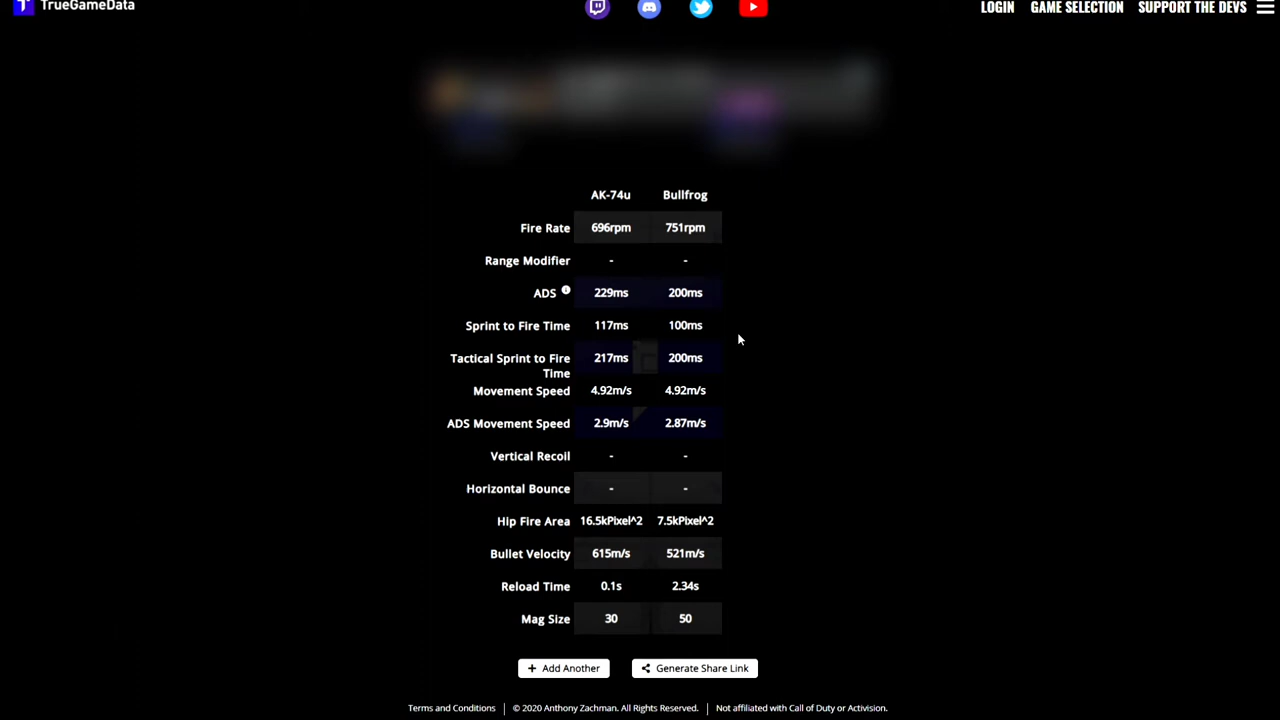 TrueGameData
LOGIN GAME SELECTION SUPPORT THE DEVS
AK-74u Bullfrog
Fire Rate 696rpm 751rpm
Range Modifier - -
ADS 229ms 200ms
Sprint to Fire Time 117ms 100ms
Tactical Sprint to Fire 217ms 200ms
Time
Movement Speed 4.92m/s 4.92m/s
ADS Movement Speed 2.9m/s 2.87m/s
Vertical Recoil - -
Horizontal Bounce - -
Hip Fire Area 16.5kPixel^2 7.5kPixel^2
Bullet Velocity 615m/s 521m/s
Reload Time 0.1s 2.34s
Mag Size 30 50
+ Add Another Generate Share Link
Terms and Conditions | © 2020 Anthony Zachman. All Rights Reserved. | Not affiliated with Call of Duty or Activision.